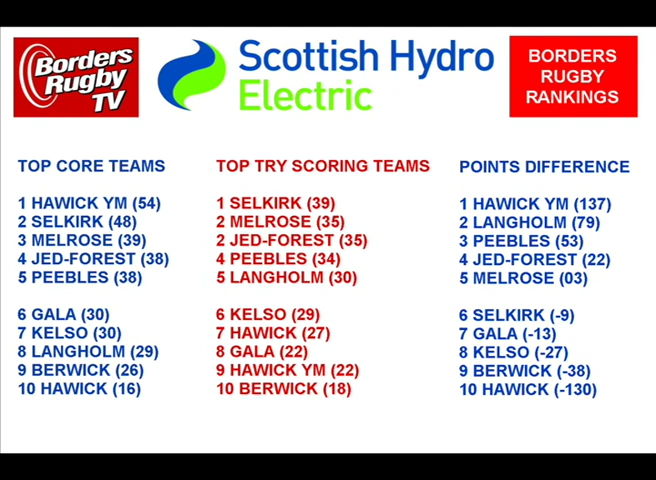 Borders
Rugby
TV
Scottish Hydro
Electric
BORDERS
RUGBY
RANKINGS
TOP CORE TEAMS
1 HAWICK YM (54)
2 SELKIRK (48)
3 MELROSE (39)
4 JED-FOREST (38)
5 PEEBLES (38)
6 GALA (30)
7 KELSO (30)
8 LANGHOLM (29)
9 BERWICK (26)
10 HAWICK (16)
TOP TRY SCORING TEAMS
1 SELKIRK (39)
2 MELROSE (35)
2 JED-FOREST (35)
4 PEEBLES (34)
5 LANGHOLM (30)
6 KELSO (29)
7 HAWICK (27)
8 GALA (22)
9 HAWICK YM (22)
10 BERWICK (18)
POINTS DIFFERENCE
1 HAWICK YM (137)
2 LANGHOLM (79)
3 PEEBLES (53)
4 JED-FOREST (22)
5 MELROSE (03)
6 SELKIRK (-9)
7 GALA (-13)
8 KELSO (-27)
9 BERWICK (-38)
10 HAWICK (-130)